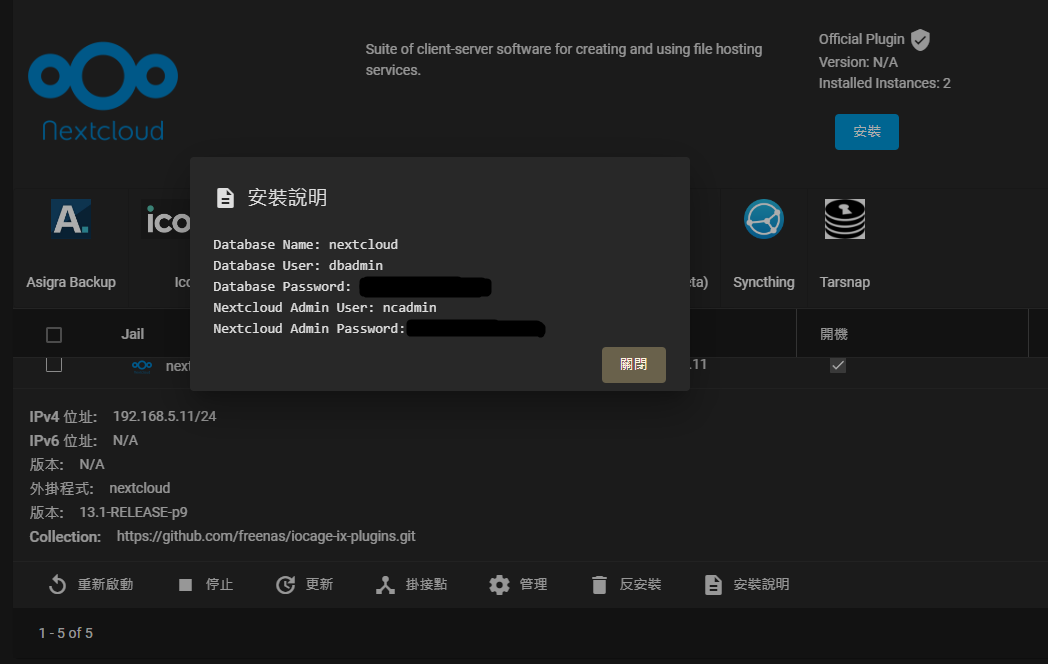 Suite of client-server software for creating and using file hosting
services.
Official Plugin
Version: N/A
Installed Instances: 2
安裝
Nextcloud
安裝說明
Database Name: nextcloud
Database User: dbadmin
Database Password:
Nextcloud Admin User: ncadmin
Nextcloud Admin Password:
關閉
A.
ico
Asigra Backup
Ico
ta)
Syncthing
Tarsnap
Jail
開機
next
.11
IPv4 位址: 192.168.5.11/24
IPv6 位址: N/A
版本: N/A
外掛程式: nextcloud
版本: 13.1-RELEASE-p9
Collection: https://github.com/freenas/iocage-ix-plugins.git
重新啟動 停止 更新 掛接點 管理 反安裝 安裝說明
1 - 5 of 5